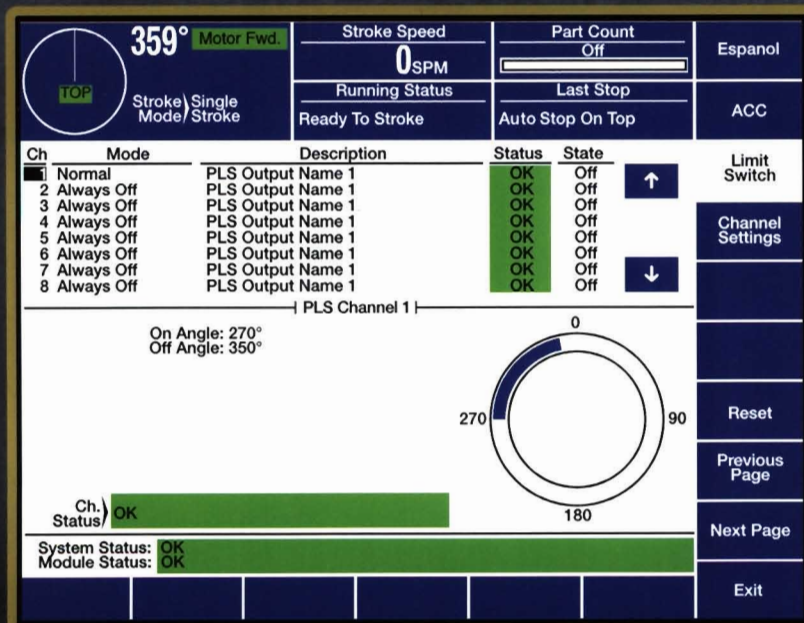 359° Motor Fwd.
TOP
Stroke Mode Single Stroke
Stroke Speed
0 SPM
Part Count
Off
Running Status
Ready To Stroke
Last Stop
Auto Stop On Top
Espanol
ACC
Limit Switch
Channel Settings
Reset
Previous Page
Next Page
Exit
Ch Mode Description Status State
1 Normal PLS Output Name 1 OK Off
2 Always Off PLS Output Name 1 OK Off
3 Always Off PLS Output Name 1 OK Off
4 Always Off PLS Output Name 1 OK Off
5 Always Off PLS Output Name 1 OK Off
6 Always Off PLS Output Name 1 OK Off
7 Always Off PLS Output Name 1 OK Off
8 Always Off PLS Output Name 1 OK Off
PLS Channel 1
On Angle: 270°
Off Angle: 350°
0
270
90
180
Ch. Status OK
System Status: OK
Module Status: OK